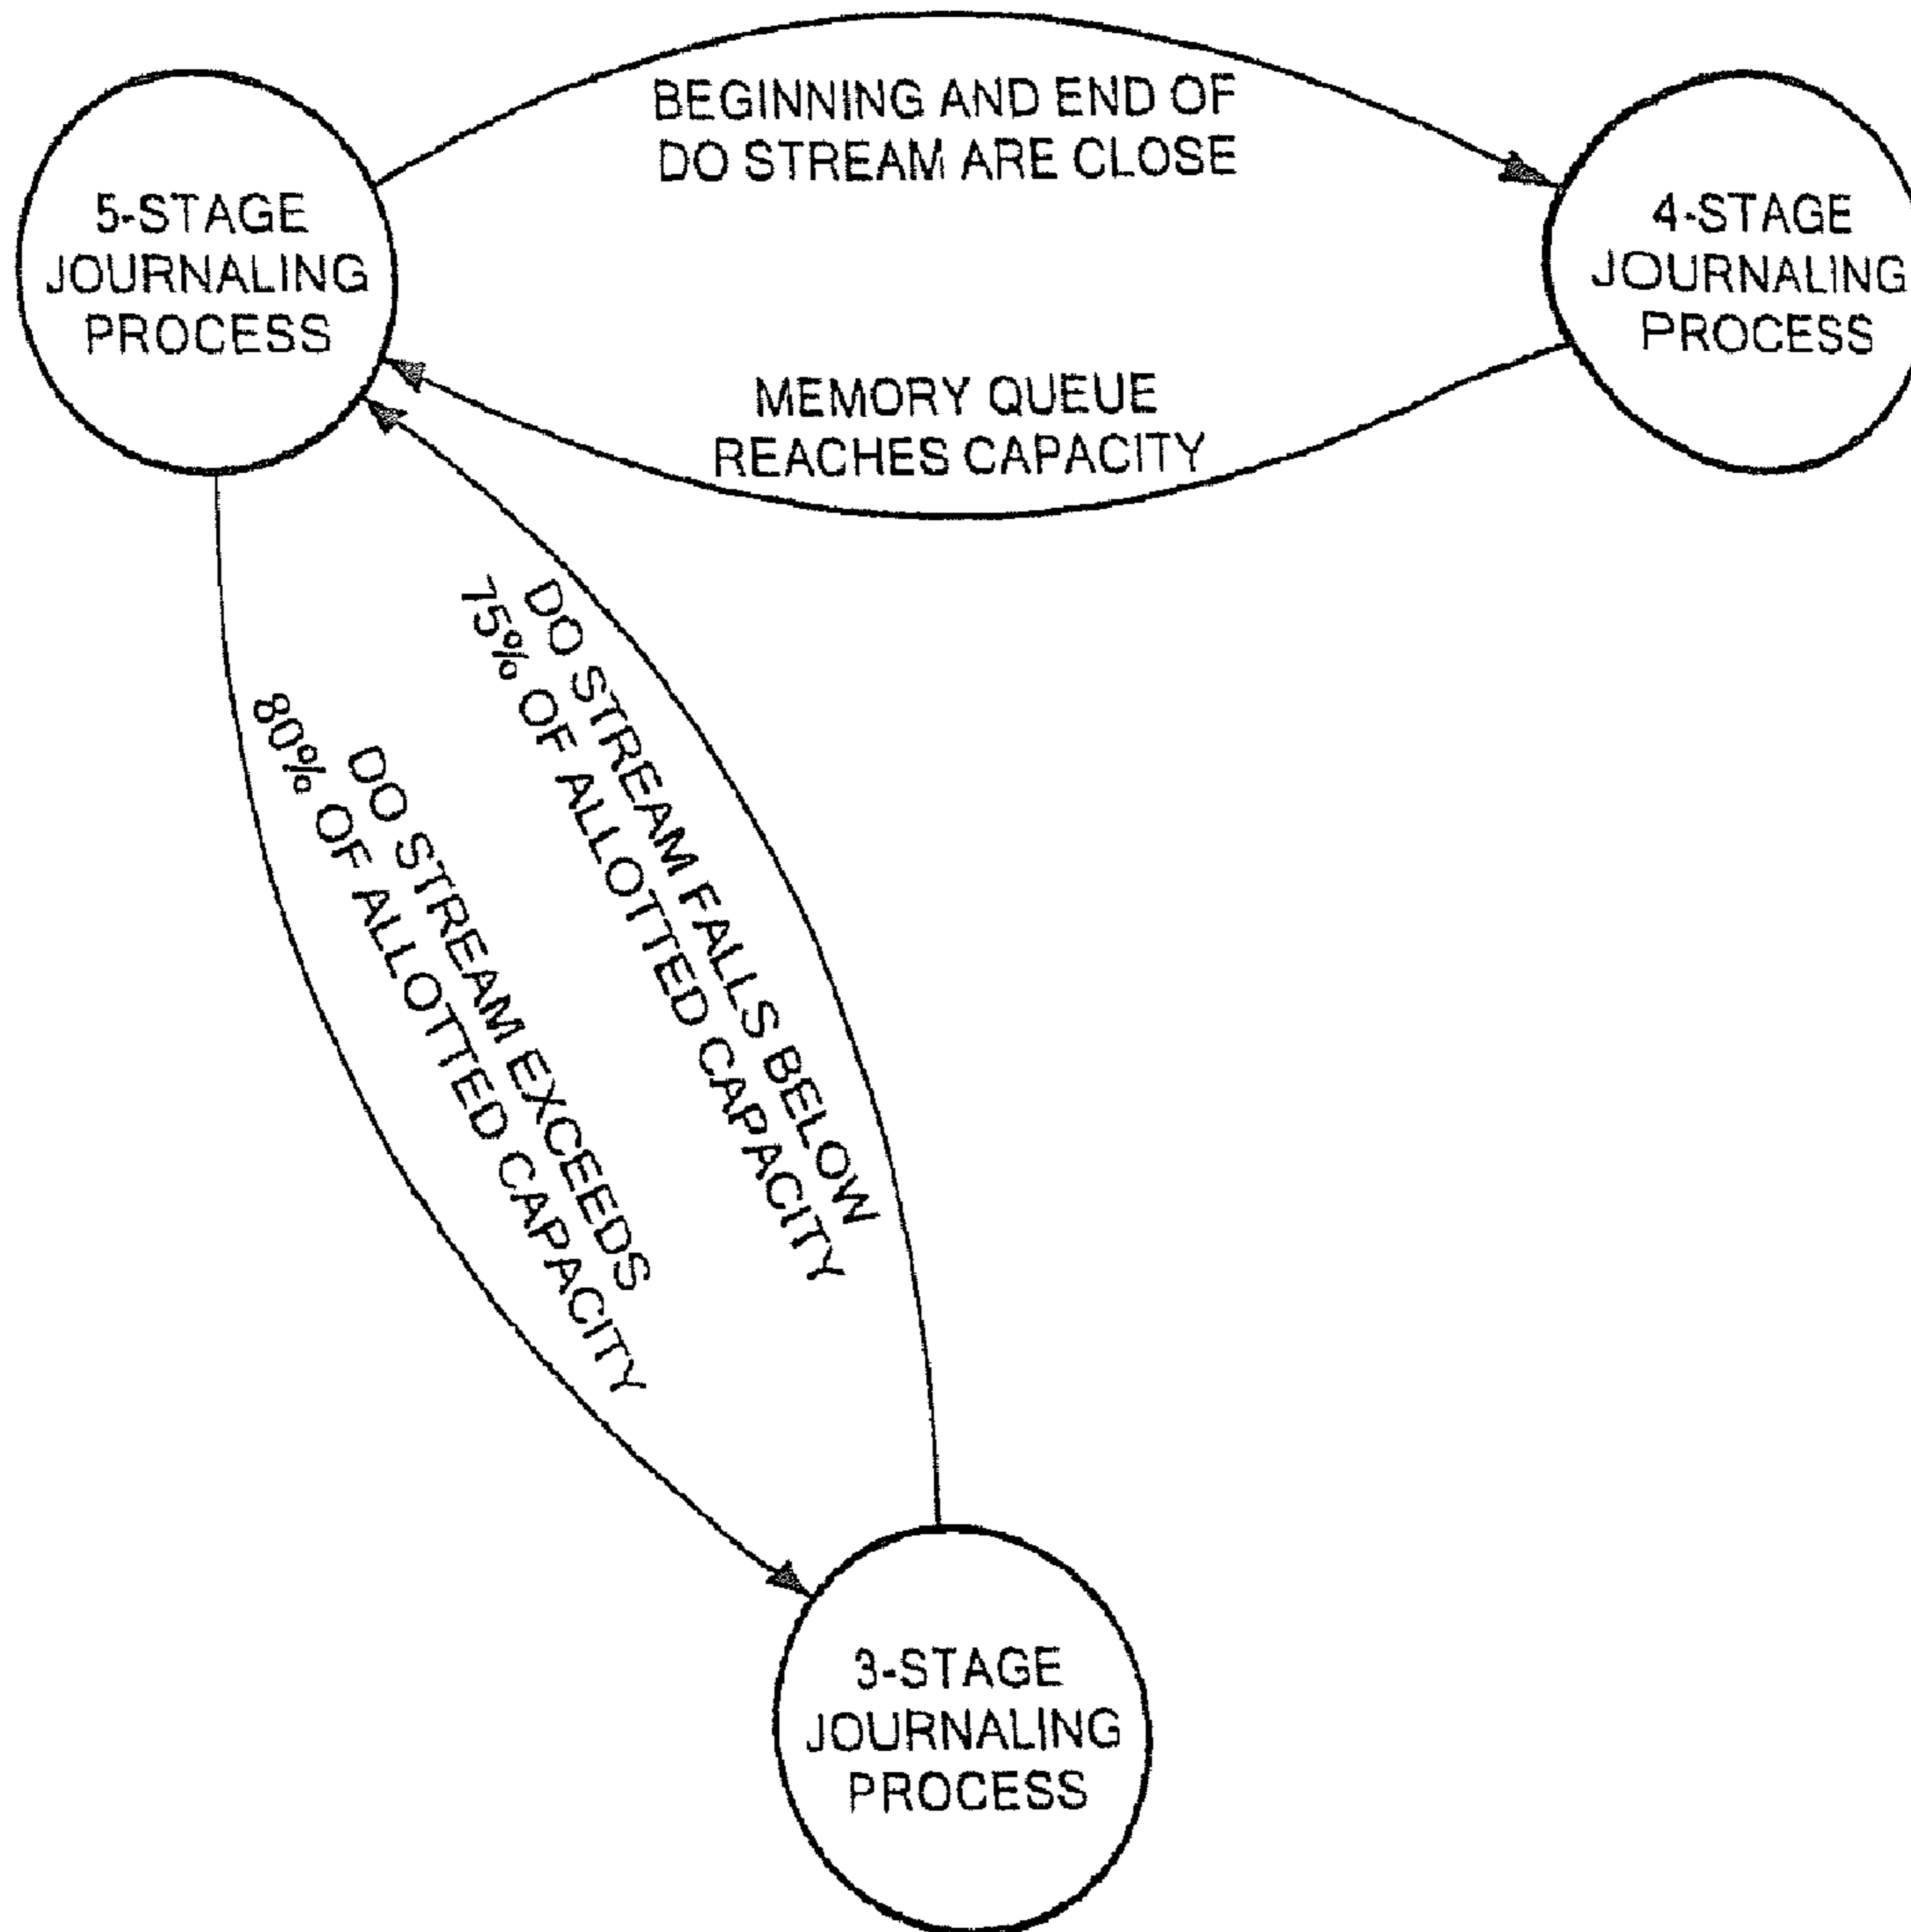 BEGINNING AND END OF
DO STREAM ARE CLOSE
5-STAGE
JOURNALING
PROCESS
4-STAGE
JOURNALING
PROCESS
MEMORY QUEUE
REACHES CAPACITY
DO STREAM FALLS BELOW
75% OF ALLOTTED CAPACITY
DO STREAM EXCEEDS
80% OF ALLOTTED CAPACITY
3-STAGE
JOURNALING
PROCESS